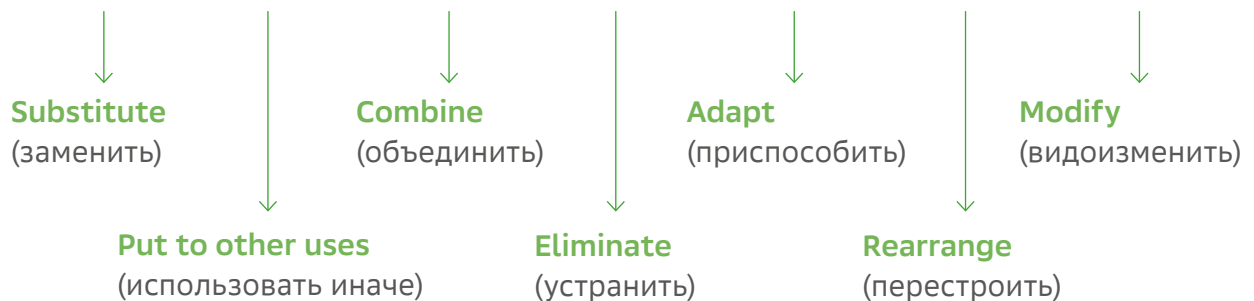 Substitute
(заменить)
Combine
(объединить)
Adapt
(приспособить)
Modify
(видоизменить)
Put to other uses
(использовать иначе)
Eliminate
(устранить)
Rearrange
(перестроить)